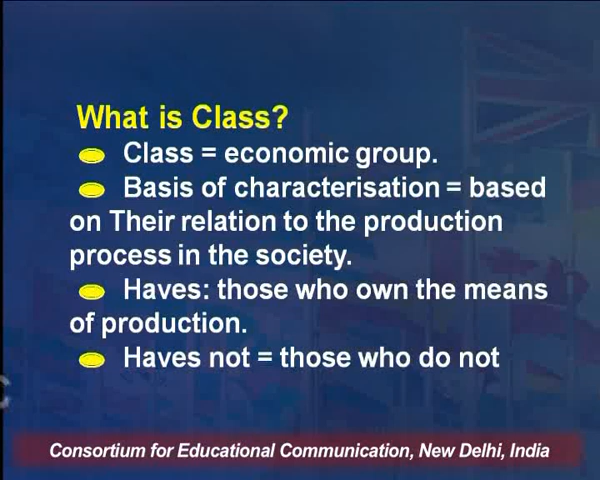 What is Class?
Class = economic group.
Basis of characterisation = based
on Their relation to the production
process in the society.
Haves: those who own the means
of production.
Haves not = those who do not
Consortium for Educational Communication, New Delhi, India